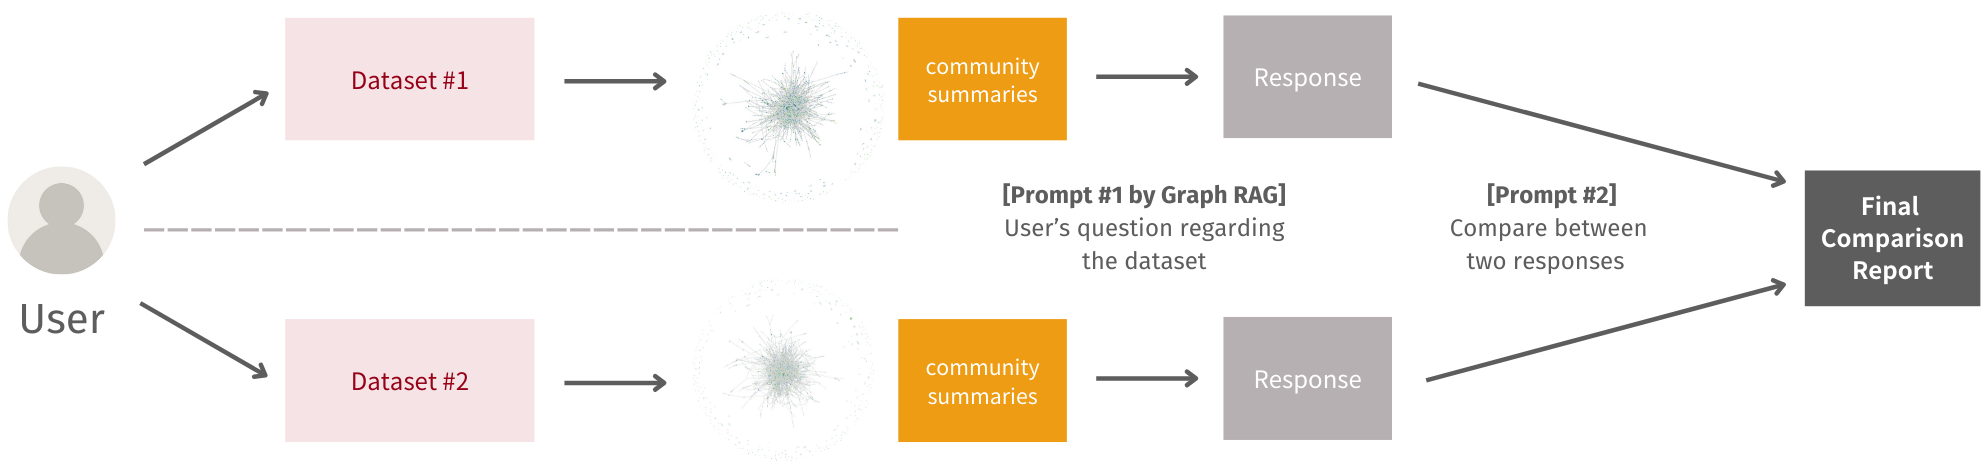 User
Dataset #1
community
summaries
Response
[Prompt #1 by Graph RAG]
User’s question regarding
the dataset
[Prompt #2]
Compare between
two responses
Dataset #2
community
summaries
Response
Final
Comparison
Report